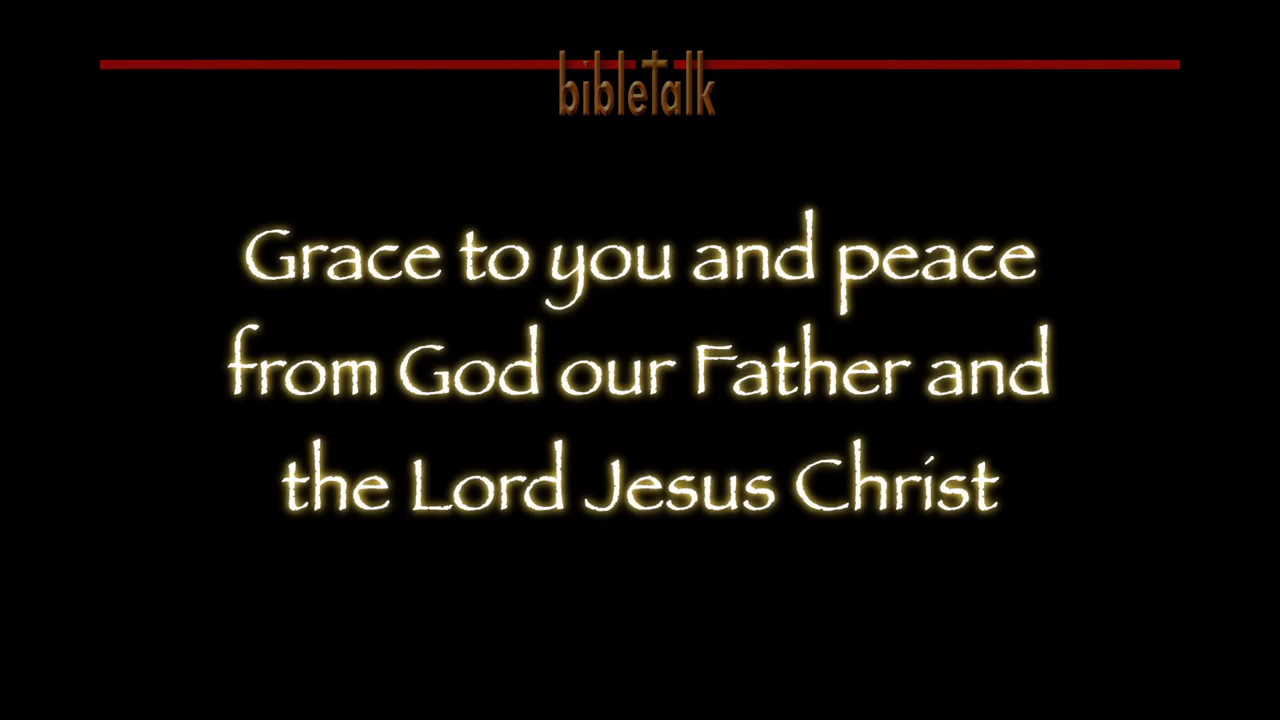 bibleTalk
Grace to you and peace
from God our Father and
the Lord Jesus Christ